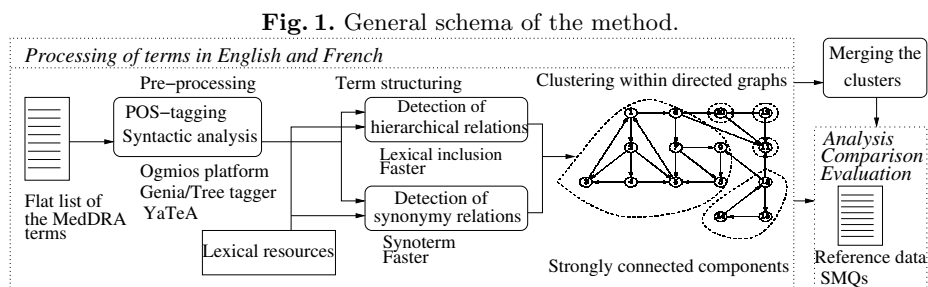 Fig. 1. General schema of the method.
Processing of terms in English and French
Pre-processing
POS-tagging
Syntactic analysis
Ogmios platform
Genia/Tree tagger
YaTeA
Flat list of
the MedDRA
terms
Term structuring
Detection of
hierarchical relations
Lexical inclusion
Faster
Detection of
synonymy relations
Synoterm
Faster
Lexical resources
Clustering within directed graphs
Strongly connected components
Merging the
clusters
Analysis
Comparison
Evaluation
Reference data
SMQs